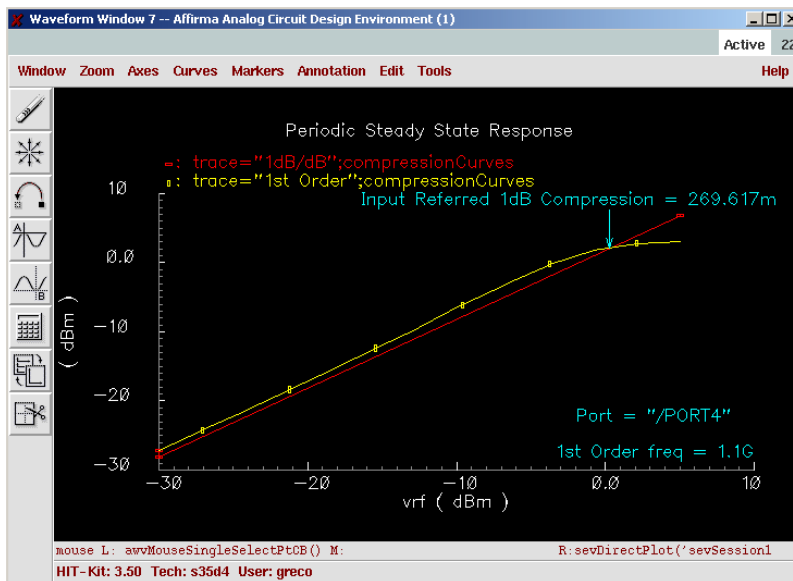 Waveform Window 7 -- Affirma Analog Circuit Design Environment (1)
Active 22
Window Zoom Axes Curves Markers Annotation Edit Tools Help
Periodic Steady State Response
-: trace="1dB/dB";compressionCurves
: trace="1st Order";compressionCurves
Input Referred 1dB Compression = 269.617m
10
0.0
-10
-20
-30
( dBm )
Port = "/PORT4"
1st Order freq = 1.1G
-30 -20 -10 0.0 10
vrf ( dBm )
mouse L: awvMouseSingleSelectPtCB() M: R:sevDirectPlot('sevSession1
HIT-Kit: 3.50 Tech: s35d4 User: greco
A
B